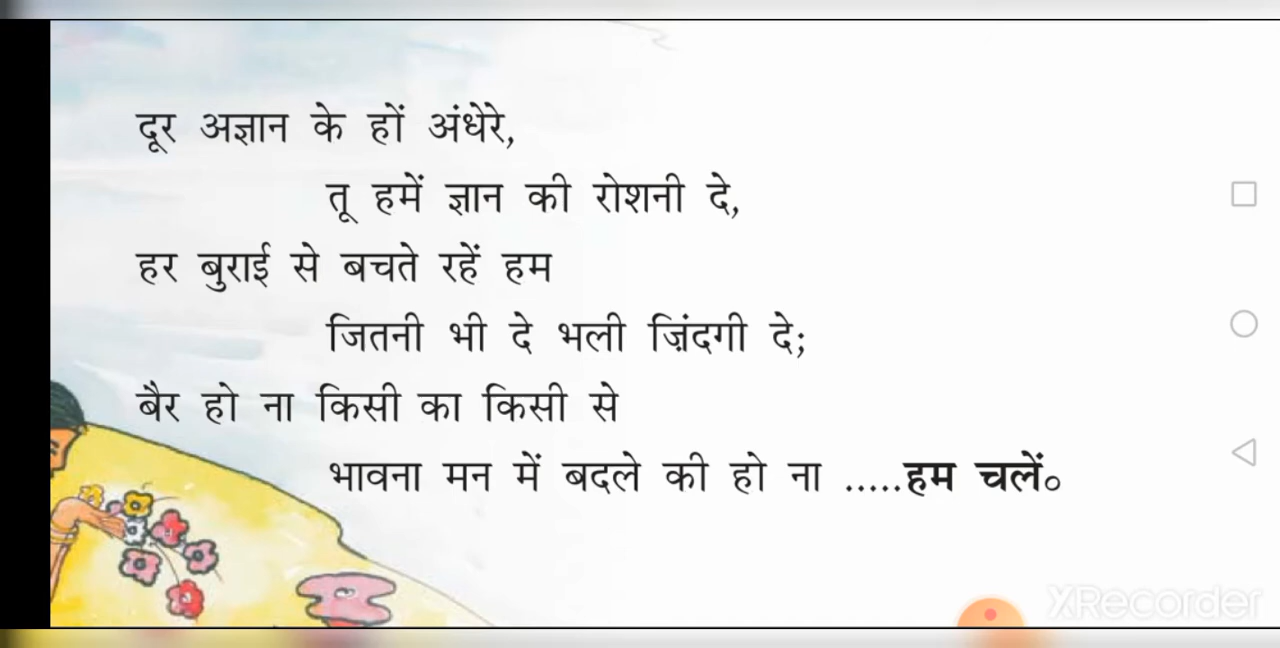 दूर अज्ञान के हों अंधेरे,
तू हमें ज्ञान की रोशनी दे,
हर बुराई से बचते रहें हम
जितनी भी दे भली ज़िंदगी दे;
बैर हो ना किसी का किसी से
भावना मन में बदले की हो ना .....हम चलें॰
XRecorder